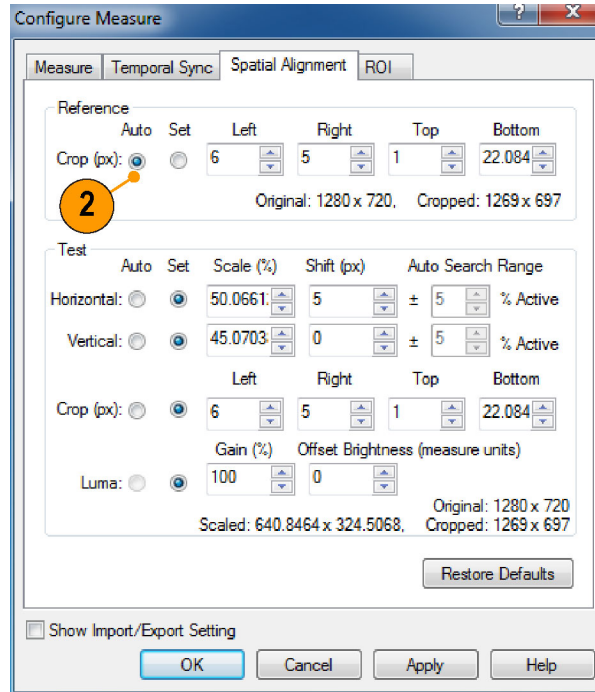 Configure Measure
Measure Temporal Sync Spatial Alignment ROI
Reference
Auto Set Left Right Top Bottom
Crop (px): 6 5 1 22.084
2
Original: 1280 x 720, Cropped: 1269 x 697
Test
Auto Set Scale (%) Shift (px) Auto Search Range
Horizontal: 50.0661 5 ± 5 % Active
Vertical: 45.0703 0 ± 5 % Active
Left Right Top Bottom
Crop (px): 6 5 1 22.084
Gain (%) Offset Brightness (measure units)
Luma: 100 0
Original: 1280 x 720
Scaled: 640.8464 x 324.5068, Cropped: 1269 x 697
Restore Defaults
Show Import/Export Setting
OK Cancel Apply Help